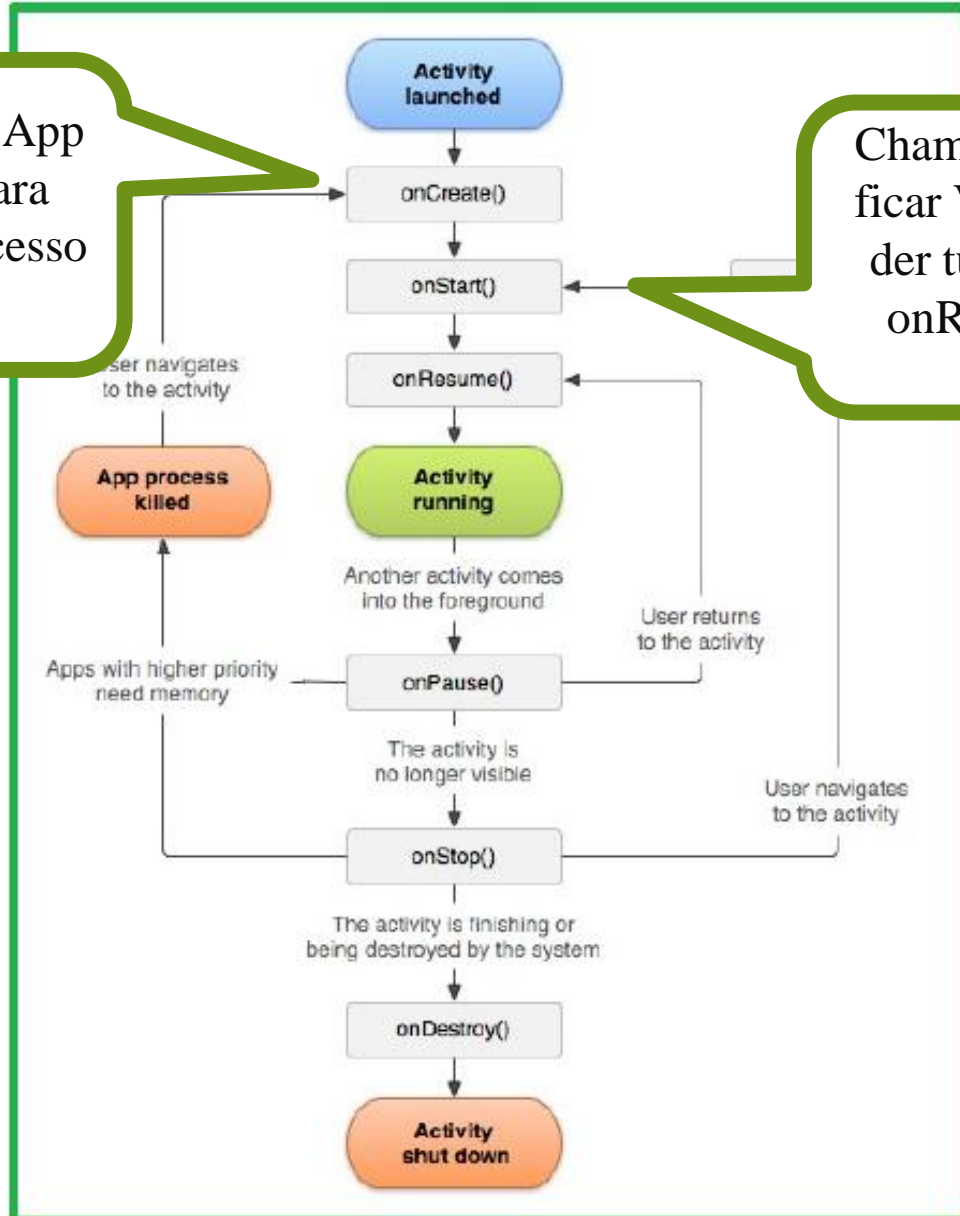 Activity
launched
App
ara
cesso
onCreate()
Cham
ficar
der tu
onR
onStart()
user navigates
to the activity
onResume()
App process
killed
Activity
running
Another activity comes
into the foreground
User returns
to the activity
Apps with higher priority
need memory
onPause()
The activity is
no longer visible
User navigates
to the activity
onStop()
The activity is finishing or
being destroyed by the system
onDestroy()
Activity
shut down